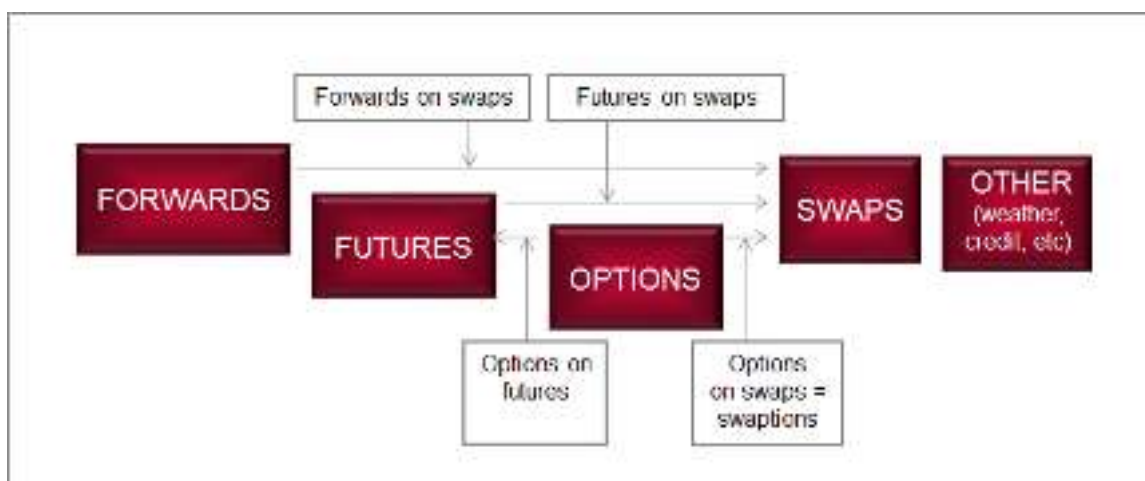 Forwards on swaps
Futures on swaps
FORWARDS
FUTURES
OPTIONS
SWAPS
OTHER
(weather,
credit, etc)
Options on
futures
Options
on swaps =
swaptions